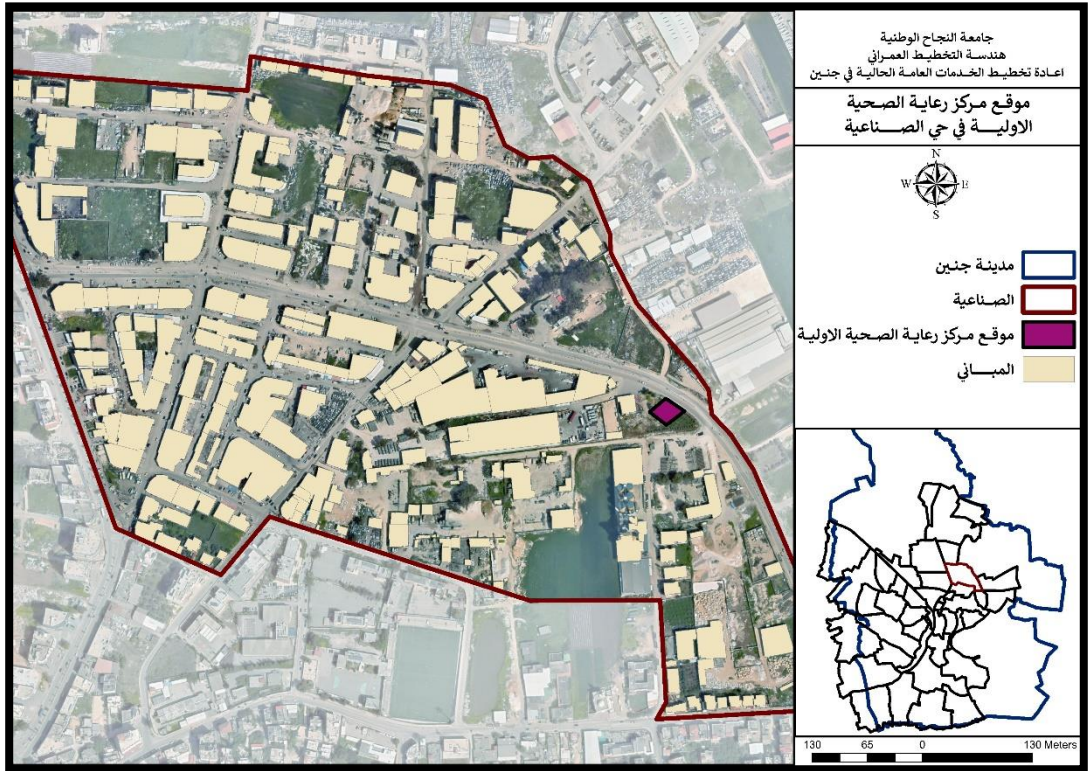 جامعة النجاح الوطنية
هندسة التخطيط العمراني
اعادة تخطيط الخدمات العامة الحالية في جنين
موقع مركز رعاية الصحية
الاولية في حي الصناعية
N
W E
S
مدينة جنين
الصناعية
موقع مركز رعاية الصحية الاولية
المباني
130 65 0 130 Meters